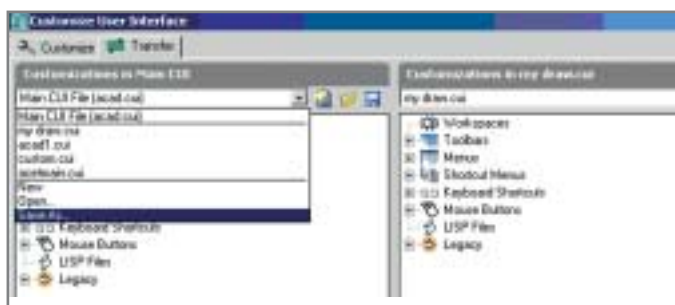 Customize User Interface
Customize Transfer
Customizations in Main CUI
Main CUI File (acad.cui)
Main CUI File (acad.cui)
my draw.cui
acad1.cui
custom.cui
acetmain.cui
New
Open...
Save As...
Keyboard Shortcuts
Mouse Buttons
LISP Files
Legacy
Customizations in my draw.cui
my draw.cui
Workspaces
Toolbars
Menus
Shortcut Menus
Keyboard Shortcuts
Mouse Buttons
LISP Files
Legacy